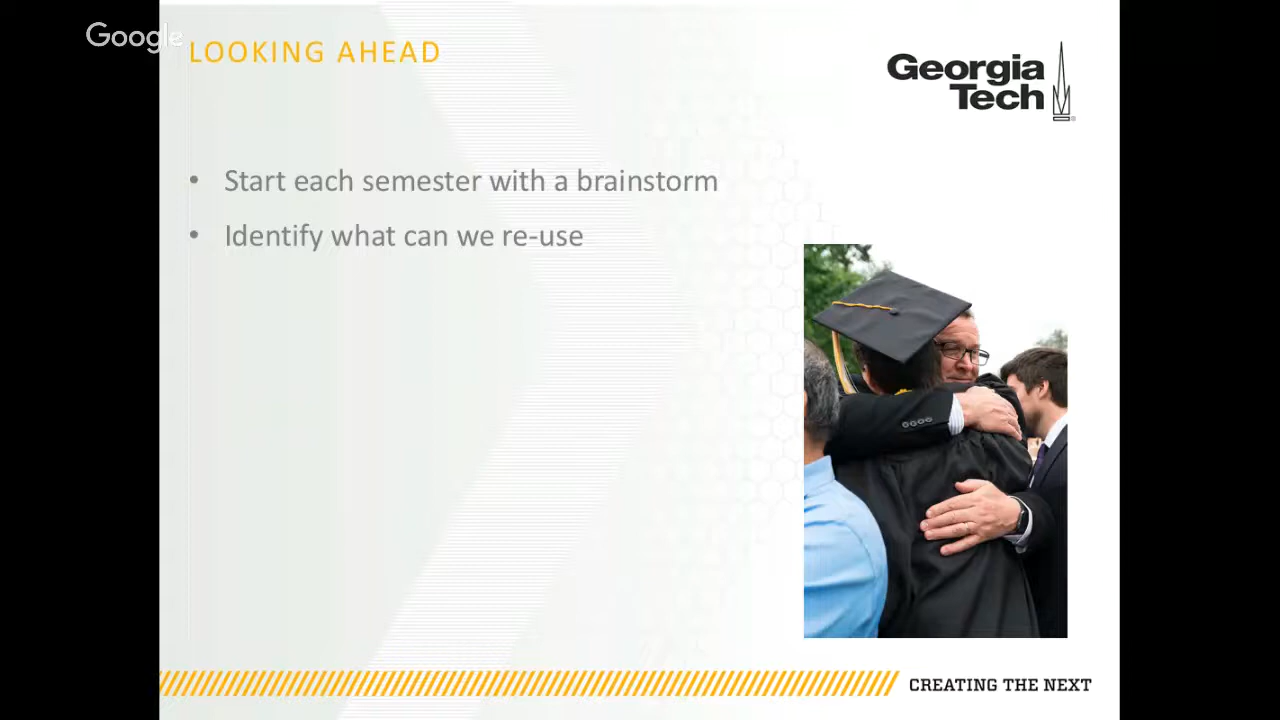 Google
LOOKING AHEAD
Georgia
Tech
• Start each semester with a brainstorm
• Identify what can we re-use
CREATING THE NEXT